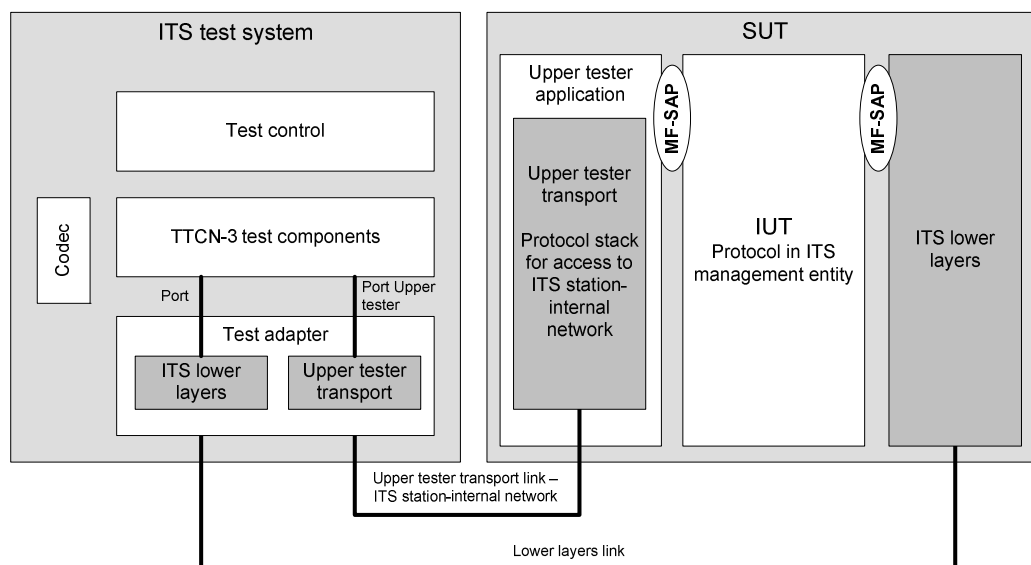 ITS test system
Test control
Codec
TTCN-3 test components
Port
Port Upper
tester
Test adapter
ITS lower
layers
Upper tester
transport
SUT
Upper tester
application
MF-SAP
MF-SAP
Upper tester
transport
Protocol stack
for access to
ITS station-
internal
network
IUT
Protocol in ITS
management entity
ITS lower
layers
Upper tester transport link –
ITS station-internal network
Lower layers link